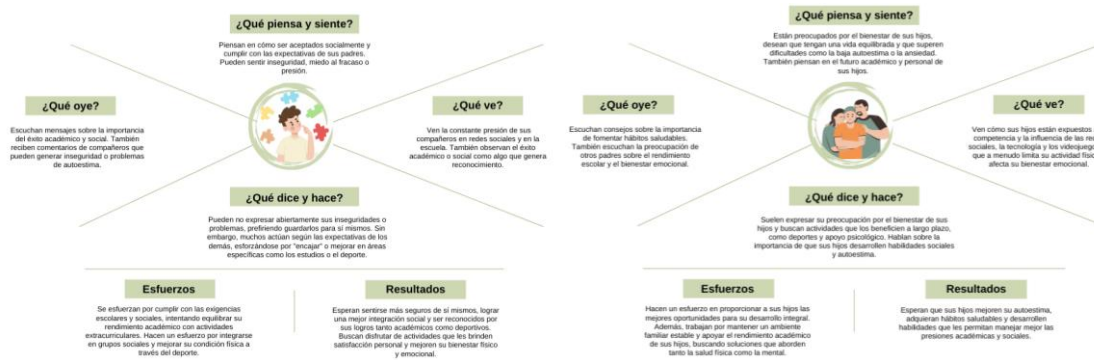 ¿Qué piensa y siente?
Piensan en cómo ser aceptados socialmente y
cumplir con las expectativas de sus padres.
Pueden sentir inseguridad, miedo al fracaso o
presión.
¿Qué oye?
Escuchan mensajes sobre la importancia
del éxito académico y social. También
reciben comentarios de compañeros que
pueden generar inseguridad o problemas
de autoestima.
¿Qué ve?
Ven la constante presión de sus
compañeros en redes sociales y en la
escuela. También observan el éxito
académico o social como algo que genera
reconocimiento.
¿Qué dice y hace?
Pueden no expresar abiertamente sus inseguridades o
problemas, prefiriendo guardarlos para sí mismos. Sin
embargo, muchos actúan según las expectativas de los
demás, esforzándose por "encajar" o mejorar en áreas
específicas como los estudios o el deporte.
Esfuerzos
Se esfuerzan por cumplir con las exigencias
escolares y sociales, intentando equilibrar su
rendimiento académico con actividades
extracurriculares. Hacen un esfuerzo por integrarse
en grupos sociales y mejorar su condición física a
través del deporte.
Resultados
Esperan sentirse más seguros de sí mismos, lograr
una mejor integración social y ser reconocidos por
sus logros tanto académicos como deportivos.
Buscan disfrutar de actividades que les brinden
satisfacción personal y mejoren su bienestar físico
y emocional.
¿Qué piensa y siente?
Están preocupados por el bienestar de sus hijos,
desean que tengan una vida equilibrada y que superen
dificultades como la baja autoestima o la ansiedad.
También piensan en el futuro académico y personal de
sus hijos.
¿Qué oye?
Escuchan consejos sobre la importancia
de fomentar hábitos saludables.
También escuchan la preocupación de
otros padres sobre el rendimiento
escolar y el bienestar emocional.
¿Qué ve?
Ven cómo sus hijos están expuestos
competencia y la influencia de las
sociales, la tecnología y los
que a menudo limita su actividad
afecta su bienestar emocional.
¿Qué dice y hace?
Suelen expresar su preocupación por el bienestar de sus
hijos y buscan actividades que los beneficien a largo plazo,
como deportes y apoyo psicológico. Hablan sobre la
importancia de que sus hijos desarrollen habilidades sociales
y autoestima.
Esfuerzos
Hacen un esfuerzo en proporcionar a sus hijos las
mejores oportunidades para su desarrollo integral.
Además, trabajan por mantener un ambiente
familiar estable y apoyar el rendimiento académico
de sus hijos, buscando soluciones que aborden
tanto la salud física como la mental.
Resultados
Esperan que sus hijos mejoren su autoestima,
adquieran hábitos saludables y desarrollen
habilidades que les permitan manejar mejor las
presiones académicas y sociales.